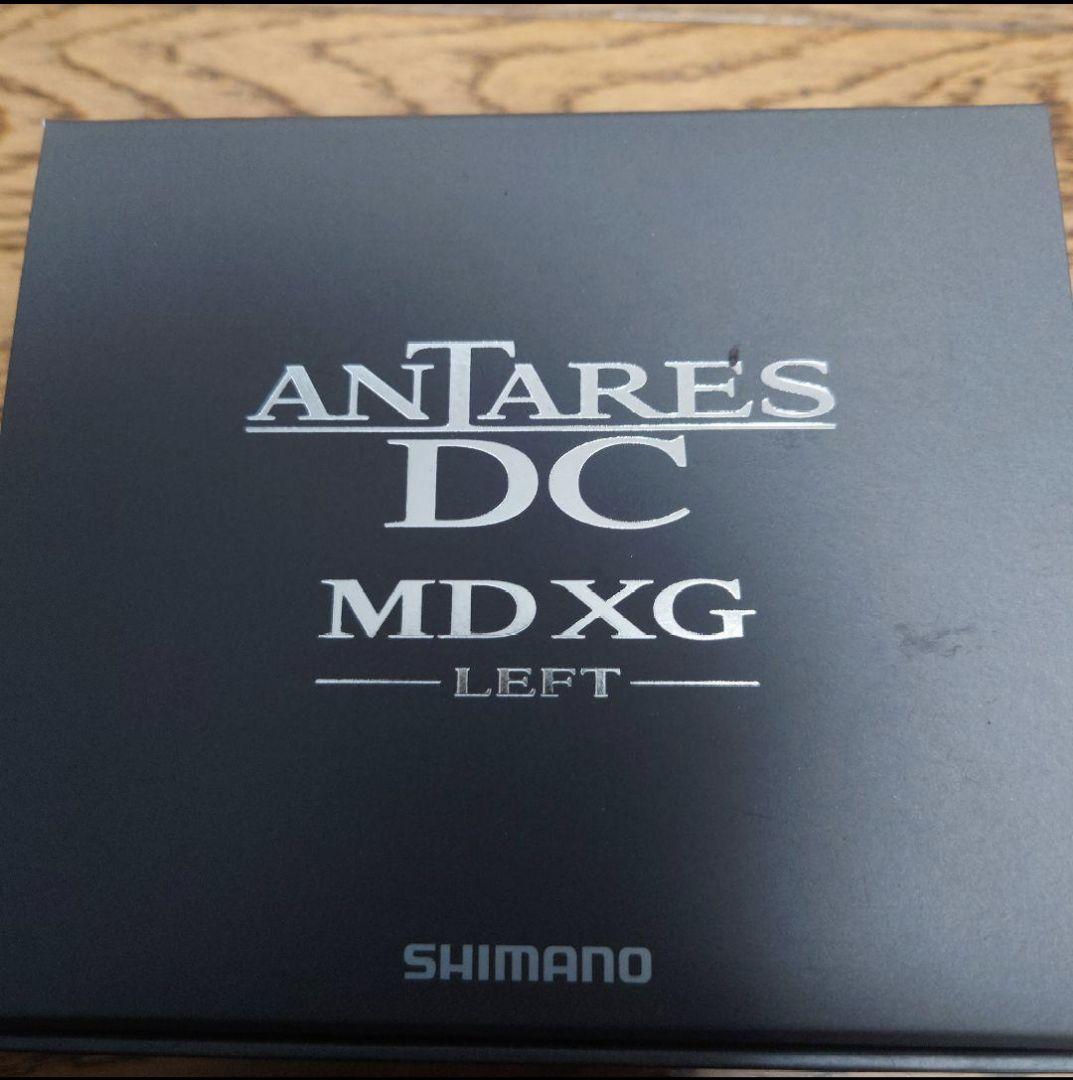 ANTARES
DC
MD XG
LEFT
SHIMANO